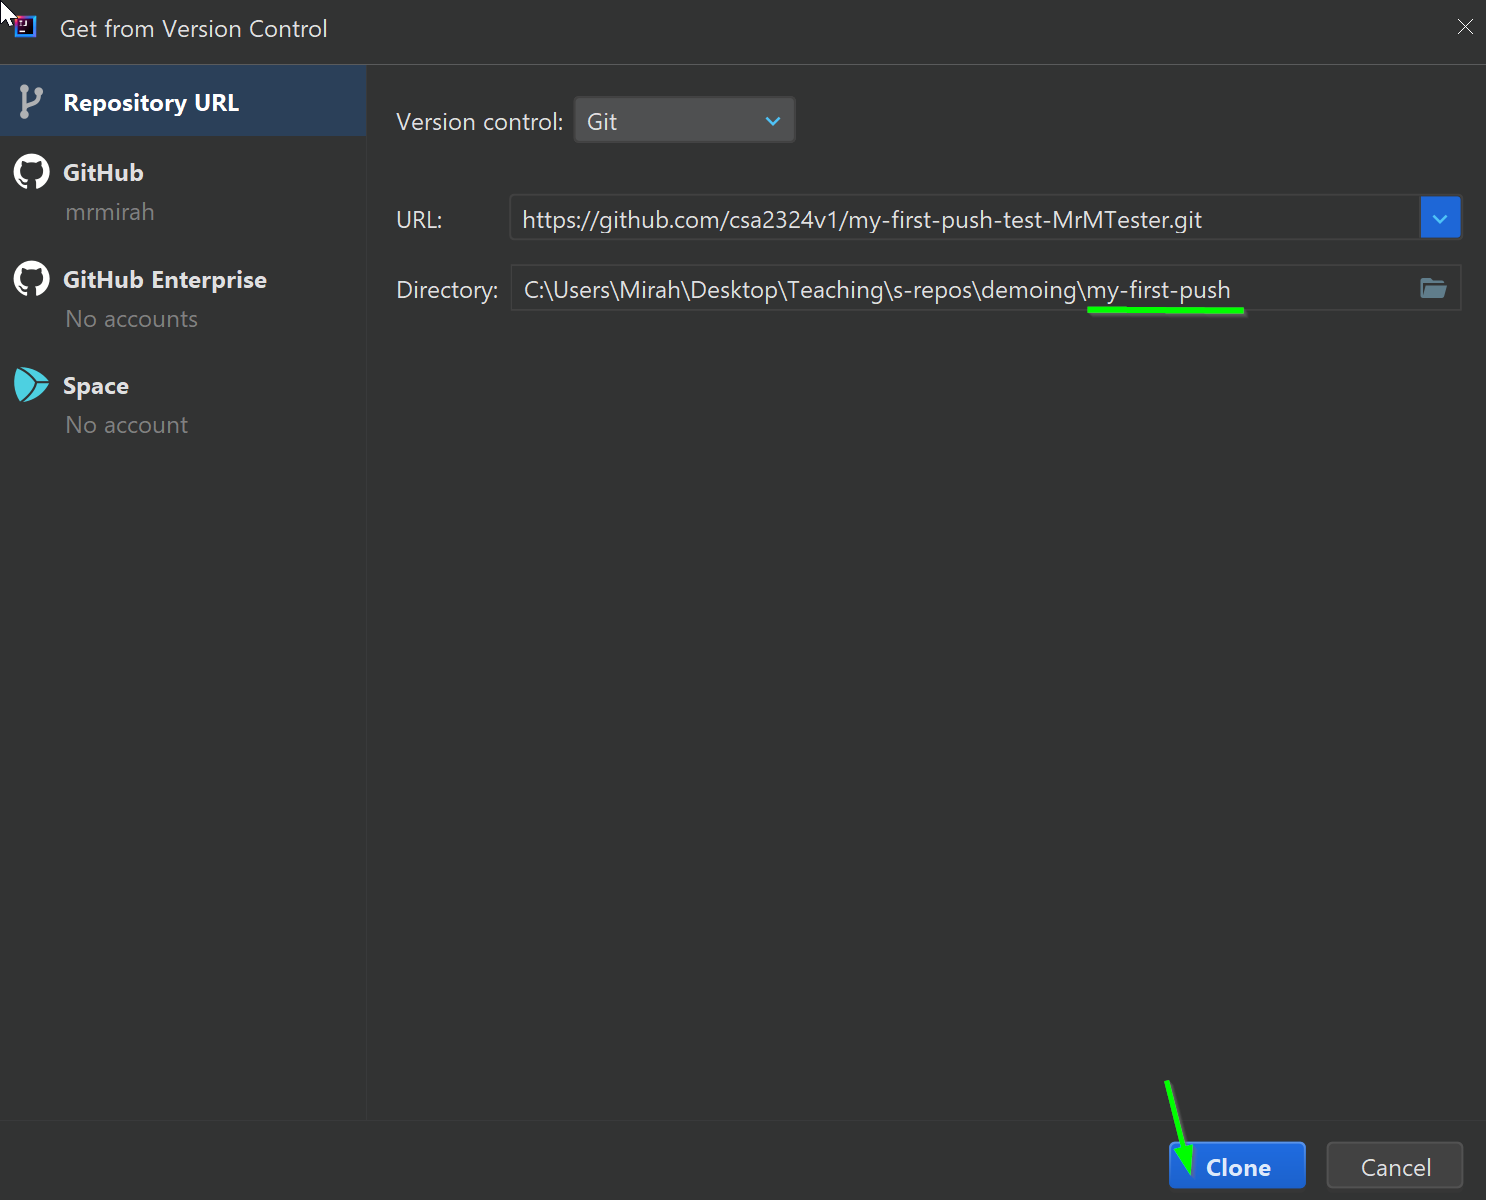 Get from Version Control
Repository URL
GitHub
mrmirah
GitHub Enterprise
No accounts
Space
No account
Version control: Git
URL: https://github.com/csa2324v1/my-first-push-test-MrMTester.git
Directory: C:\Users\Mirah\Desktop\Teaching\s-repos\demoing\my-first-push
Clone Cancel